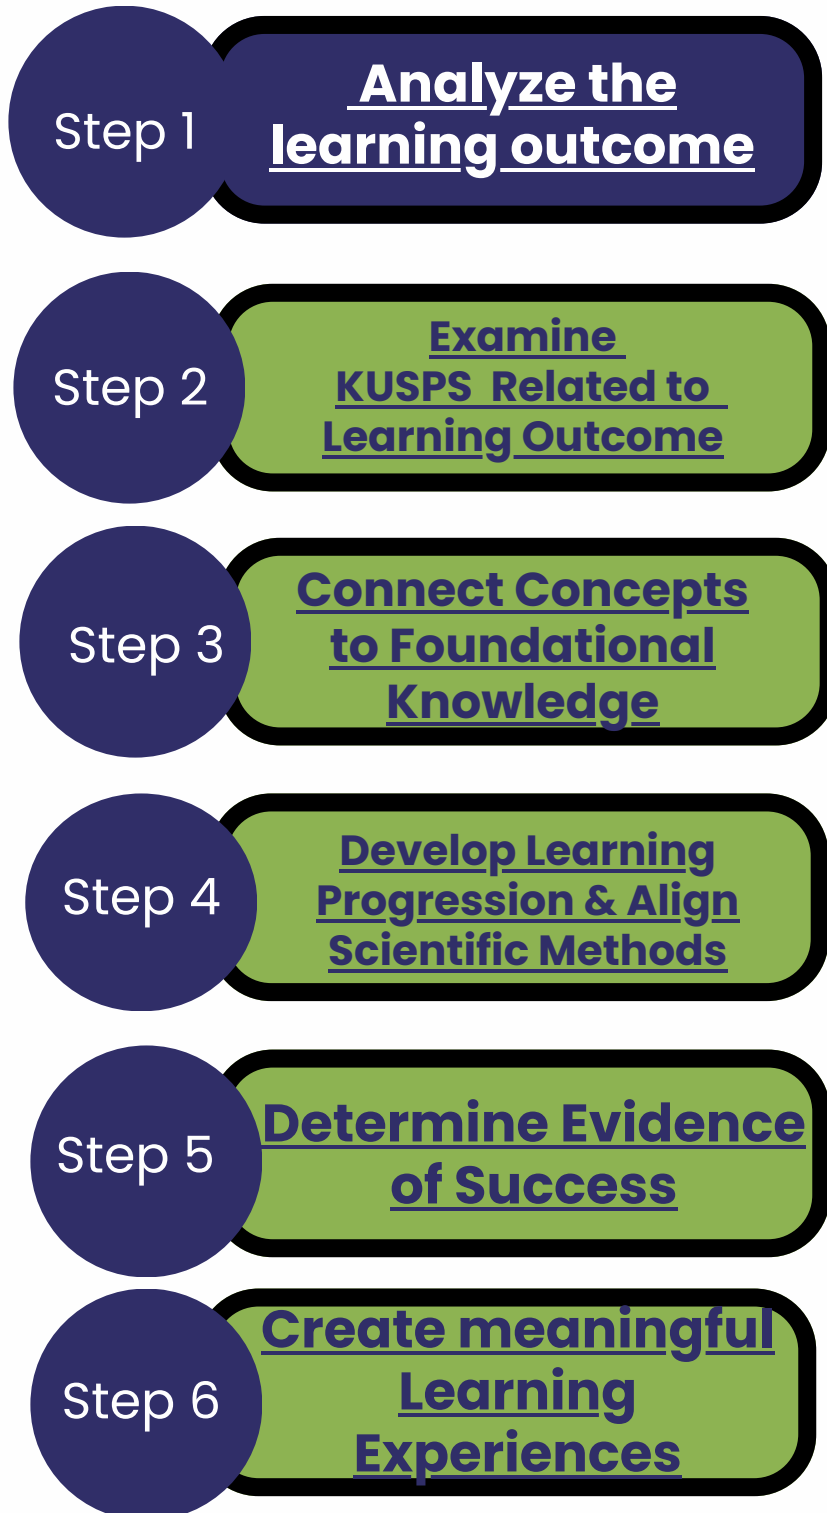 Step 1
Analyze the
learning outcome
Step 2
Examine
KUSPS Related to
Learning Outcome
Step 3
Connect Concepts
to Foundational
Knowledge
Step 4
Develop Learning
Progression & Align
Scientific Methods
Step 5
Determine Evidence
of Success
Step 6
Create meaningful
Learning
Experiences